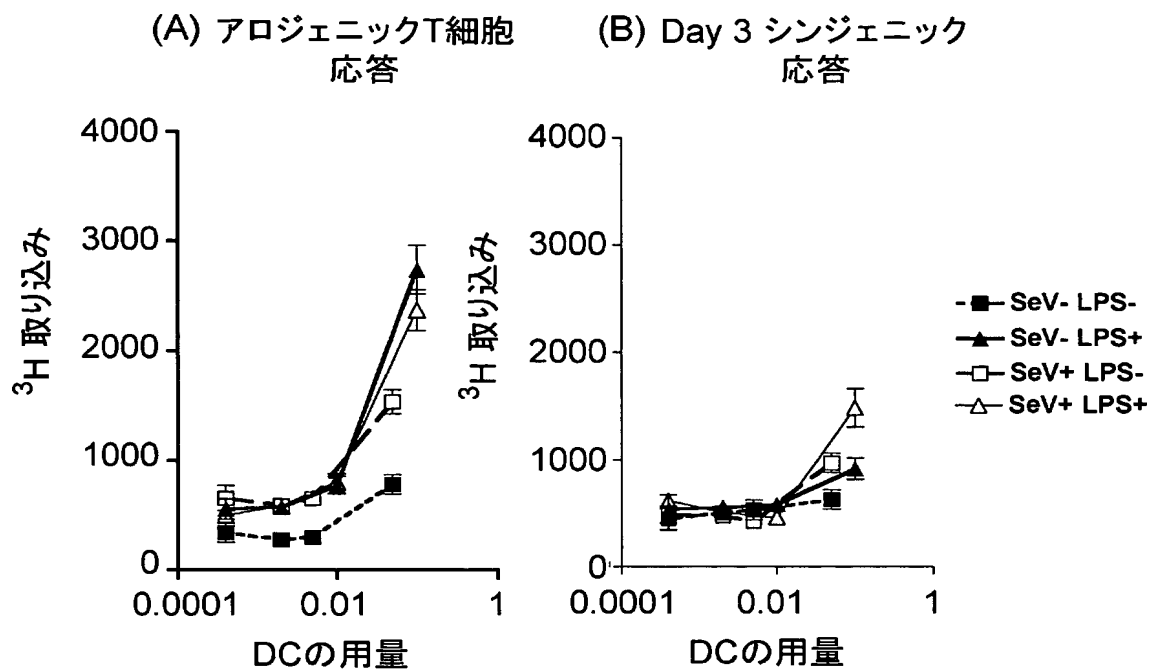 (A) アロジェニックT細胞
応答
(B) Day 3 シンジェニック
応答
4000
3000
2000
1000
0
³H 取り込み
0.0001
0.01
1
DCの用量
4000
3000
2000
1000
0
³H 取り込み
0.0001
0.01
1
DCの用量
SeV- LPS-
SeV- LPS+
SeV+ LPS-
SeV+ LPS+